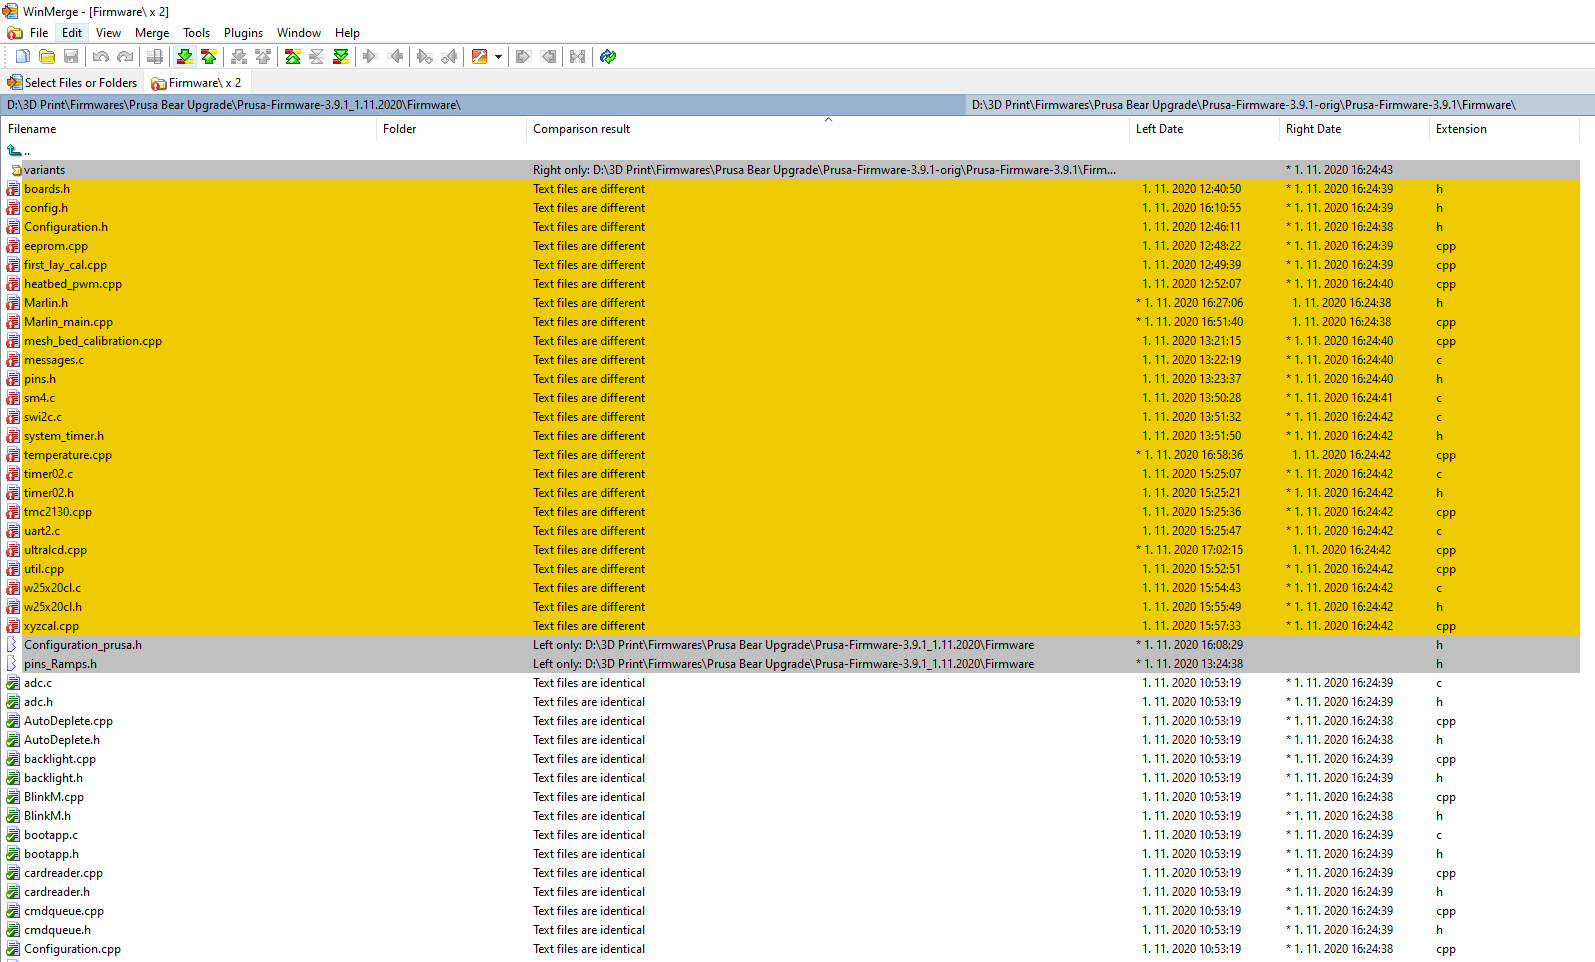 WinMerge - [Firmware\ x 2]
File Edit View Merge Tools Plugins Window Help
Select Files or Folders Firmware\ x 2
D:\3D Print\Firmwares\Prusa Bear Upgrade\Prusa-Firmware-3.9.1_1.11.2020\Firmware\ D:\3D Print\Firmwares\Prusa Bear Upgrade\Prusa-Firmware-3.9.1-orig\Prusa-Firmware-3.9.1\Firmware\
Filename Folder Comparison result Left Date Right Date Extension
..
variants Right only: D:\3D Print\Firmwares\Prusa Bear Upgrade\Prusa-Firmware-3.9.1-orig\Prusa-Firmware-3.9.1\Firm... * 1. 11. 2020 16:24:43
boards.h Text files are different 1. 11. 2020 12:40:50 * 1. 11. 2020 16:24:39 h
config.h Text files are different 1. 11. 2020 16:10:55 * 1. 11. 2020 16:24:39 h
Configuration.h Text files are different 1. 11. 2020 12:46:11 * 1. 11. 2020 16:24:38 h
eeprom.cpp Text files are different 1. 11. 2020 12:48:22 * 1. 11. 2020 16:24:39 cpp
first_lay_cal.cpp Text files are different 1. 11. 2020 12:49:39 * 1. 11. 2020 16:24:39 cpp
heatbed_pwm.cpp Text files are different 1. 11. 2020 12:52:07 * 1. 11. 2020 16:24:40 cpp
Marlin.h Text files are different * 1. 11. 2020 16:27:06 1. 11. 2020 16:24:38 h
Marlin_main.cpp Text files are different * 1. 11. 2020 16:51:40 1. 11. 2020 16:24:38 cpp
mesh_bed_calibration.cpp Text files are different 1. 11. 2020 13:21:15 * 1. 11. 2020 16:24:40 cpp
messages.c Text files are different 1. 11. 2020 13:22:19 * 1. 11. 2020 16:24:40 c
pins.h Text files are different 1. 11. 2020 13:23:37 * 1. 11. 2020 16:24:40 h
sm4.c Text files are different 1. 11. 2020 13:50:28 * 1. 11. 2020 16:24:41 c
swi2c.c Text files are different 1. 11. 2020 13:51:32 * 1. 11. 2020 16:24:42 c
system_timer.h Text files are different 1. 11. 2020 13:51:50 * 1. 11. 2020 16:24:42 h
temperature.cpp Text files are different * 1. 11. 2020 16:58:36 1. 11. 2020 16:24:42 cpp
timer02.c Text files are different 1. 11. 2020 15:25:07 * 1. 11. 2020 16:24:42 c
timer02.h Text files are different 1. 11. 2020 15:25:21 * 1. 11. 2020 16:24:42 h
tmc2130.cpp Text files are different 1. 11. 2020 15:25:36 * 1. 11. 2020 16:24:42 cpp
uart2.c Text files are different 1. 11. 2020 15:25:47 * 1. 11. 2020 16:24:42 c
ultralcd.cpp Text files are different * 1. 11. 2020 17:02:15 1. 11. 2020 16:24:42 cpp
util.cpp Text files are different 1. 11. 2020 15:52:51 * 1. 11. 2020 16:24:42 cpp
w25x20cl.c Text files are different 1. 11. 2020 15:54:43 * 1. 11. 2020 16:24:42 c
w25x20cl.h Text files are different 1. 11. 2020 15:55:49 * 1. 11. 2020 16:24:42 h
xyzcal.cpp Text files are different 1. 11. 2020 15:57:33 * 1. 11. 2020 16:24:42 cpp
Configuration_prusa.h Left only: D:\3D Print\Firmwares\Prusa Bear Upgrade\Prusa-Firmware-3.9.1_1.11.2020\Firmware * 1. 11. 2020 16:08:29 h
pins_Ramps.h Left only: D:\3D Print\Firmwares\Prusa Bear Upgrade\Prusa-Firmware-3.9.1_1.11.2020\Firmware * 1. 11. 2020 13:24:38 h
adc.c Text files are identical 1. 11. 2020 10:53:19 * 1. 11. 2020 16:24:39 c
adc.h Text files are identical 1. 11. 2020 10:53:19 * 1. 11. 2020 16:24:39 h
AutoDeplete.cpp Text files are identical 1. 11. 2020 10:53:19 * 1. 11. 2020 16:24:38 cpp
AutoDeplete.h Text files are identical 1. 11. 2020 10:53:19 * 1. 11. 2020 16:24:38 h
backlight.cpp Text files are identical 1. 11. 2020 10:53:19 * 1. 11. 2020 16:24:39 cpp
backlight.h Text files are identical 1. 11. 2020 10:53:19 * 1. 11. 2020 16:24:39 h
BlinkM.cpp Text files are identical 1. 11. 2020 10:53:19 * 1. 11. 2020 16:24:38 cpp
BlinkM.h Text files are identical 1. 11. 2020 10:53:19 * 1. 11. 2020 16:24:38 h
bootapp.c Text files are identical 1. 11. 2020 10:53:19 * 1. 11. 2020 16:24:39 c
bootapp.h Text files are identical 1. 11. 2020 10:53:19 * 1. 11. 2020 16:24:39 h
cardreader.cpp Text files are identical 1. 11. 2020 10:53:19 * 1. 11. 2020 16:24:39 cpp
cardreader.h Text files are identical 1. 11. 2020 10:53:19 * 1. 11. 2020 16:24:39 h
cmdqueue.cpp Text files are identical 1. 11. 2020 10:53:19 * 1. 11. 2020 16:24:39 cpp
cmdqueue.h Text files are identical 1. 11. 2020 10:53:19 * 1. 11. 2020 16:24:39 h
Configuration.cpp Text files are identical 1. 11. 2020 10:53:19 * 1. 11. 2020 16:24:38 cpp